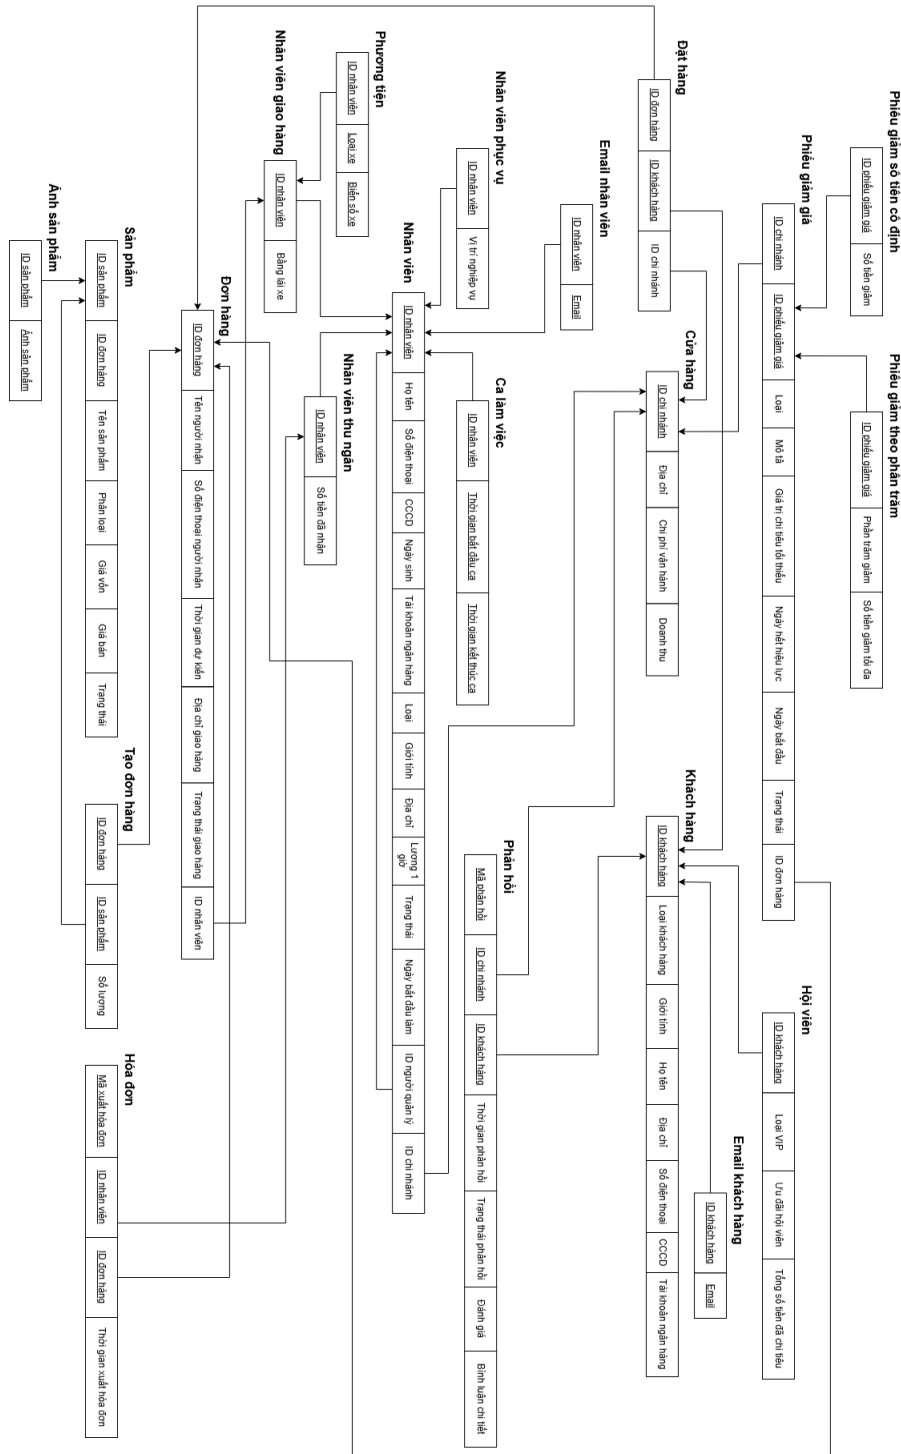 Phiếu giảm số tiền cố định
ID phiếu giảm giá
Số tiền giảm
Phiếu giảm theo phần trăm
ID phiếu giảm giá
Phần trăm giảm
Số tiền giảm tối đa
Phiếu giảm giá
ID chi nhánh
ID phiếu giảm giá
Loại
Mô tả
Giá trị chi tiêu tối thiểu
Ngày hết hiệu lực
Ngày bắt đầu
Trạng thái
ID đơn hàng
Hội viên
ID khách hàng
Loại VIP
Ưu đãi hội viên
Tổng số tiền đã chi tiêu
Email khách hàng
ID khách hàng
Email
Đặt hàng
ID đơn hàng
ID khách hàng
ID chi nhánh
Cửa hàng
ID chi nhánh
Địa chỉ
Chi phí vận hành
Doanh thu
Khách hàng
ID khách hàng
Loại khách hàng
Giới tính
Họ tên
Địa chỉ
Số điện thoại
CCCD
Tài khoản ngân hàng
Email nhân viên
ID nhân viên
Email
Nhân viên phục vụ
ID nhân viên
Vị trí nghiệp vụ
Ca làm việc
ID nhân viên
Thời gian bắt đầu ca
Thời gian kết thúc ca
Phản hồi
Mã phản hồi
ID chi nhánh
ID khách hàng
Thời gian phản hồi
Trạng thái phản hồi
Đánh giá
Bình luận chi tiết
Nhân viên
ID nhân viên
Họ tên
Số điện thoại
CCCD
Ngày sinh
Tài khoản ngân hàng
Loại
Giới tính
Địa chỉ
Lương 1
giờ
Trạng thái
Ngày bắt đầu làm
ID người quản lý
ID chi nhánh
Phương tiện
ID nhân viên
Loại xe
Biển số xe
Nhân viên thu ngân
ID nhân viên
Số tiền đã nhận
Nhân viên giao hàng
ID nhân viên
Bằng lái xe
Đơn hàng
ID đơn hàng
Tên người nhận
Số điện thoại người nhận
Thời gian dự kiến
Địa chỉ giao hàng
Trạng thái giao hàng
ID nhân viên
Sản phẩm
ID sản phẩm
ID đơn hàng
Tên sản phẩm
Phân loại
Giá vốn
Giá bán
Trạng thái
Tạo đơn hàng
ID đơn hàng
ID sản phẩm
Số lượng
Hóa đơn
Mã xuất hóa đơn
ID nhân viên
ID đơn hàng
Thời gian xuất hóa đơn
Ảnh sản phẩm
ID sản phẩm
Ảnh sản phẩm